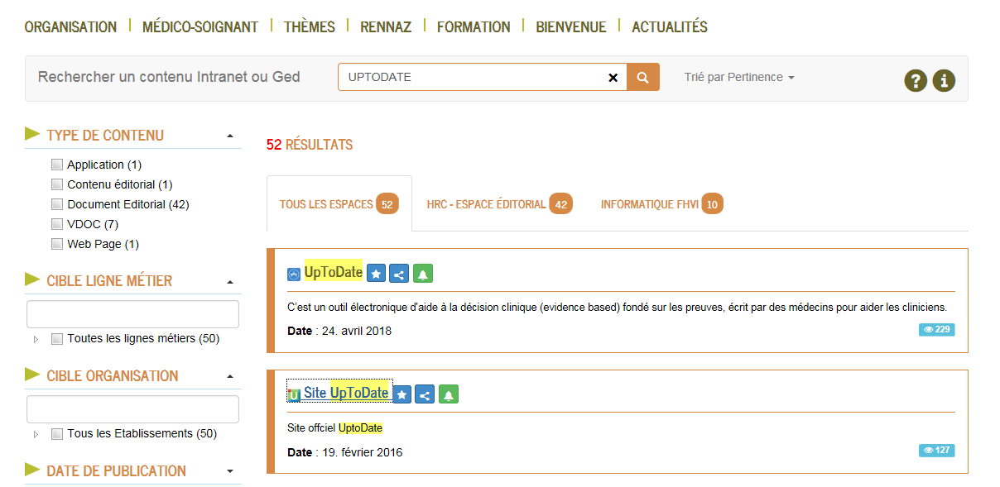 ORGANISATION MÉDICO-SOIGNANT THÈMES RENNAZ FORMATION BIENVENUE ACTUALITÉS
Rechercher un contenu Intranet ou Ged UPTODATE Trié par Pertinence
TYPE DE CONTENU
Application (1)
Contenu éditorial (1)
Document Editorial (42)
VDOC (7)
Web Page (1)
CIBLE LIGNE MÉTIER
Toutes les lignes métiers (50)
CIBLE ORGANISATION
Tous les Etablissements (50)
DATE DE PUBLICATION
52 RÉSULTATS
TOUS LES ESPACES 52 HRC - ESPACE ÉDITORIAL 42 INFORMATIQUE FHVI 10
UpToDate
C'est un outil électronique d'aide à la décision clinique (evidence based) fondé sur les preuves, écrit par des médecins pour aider les cliniciens.
Date : 24. avril 2018 229
Site UpToDate
Site offciel UptoDate
Date : 19. février 2016 127